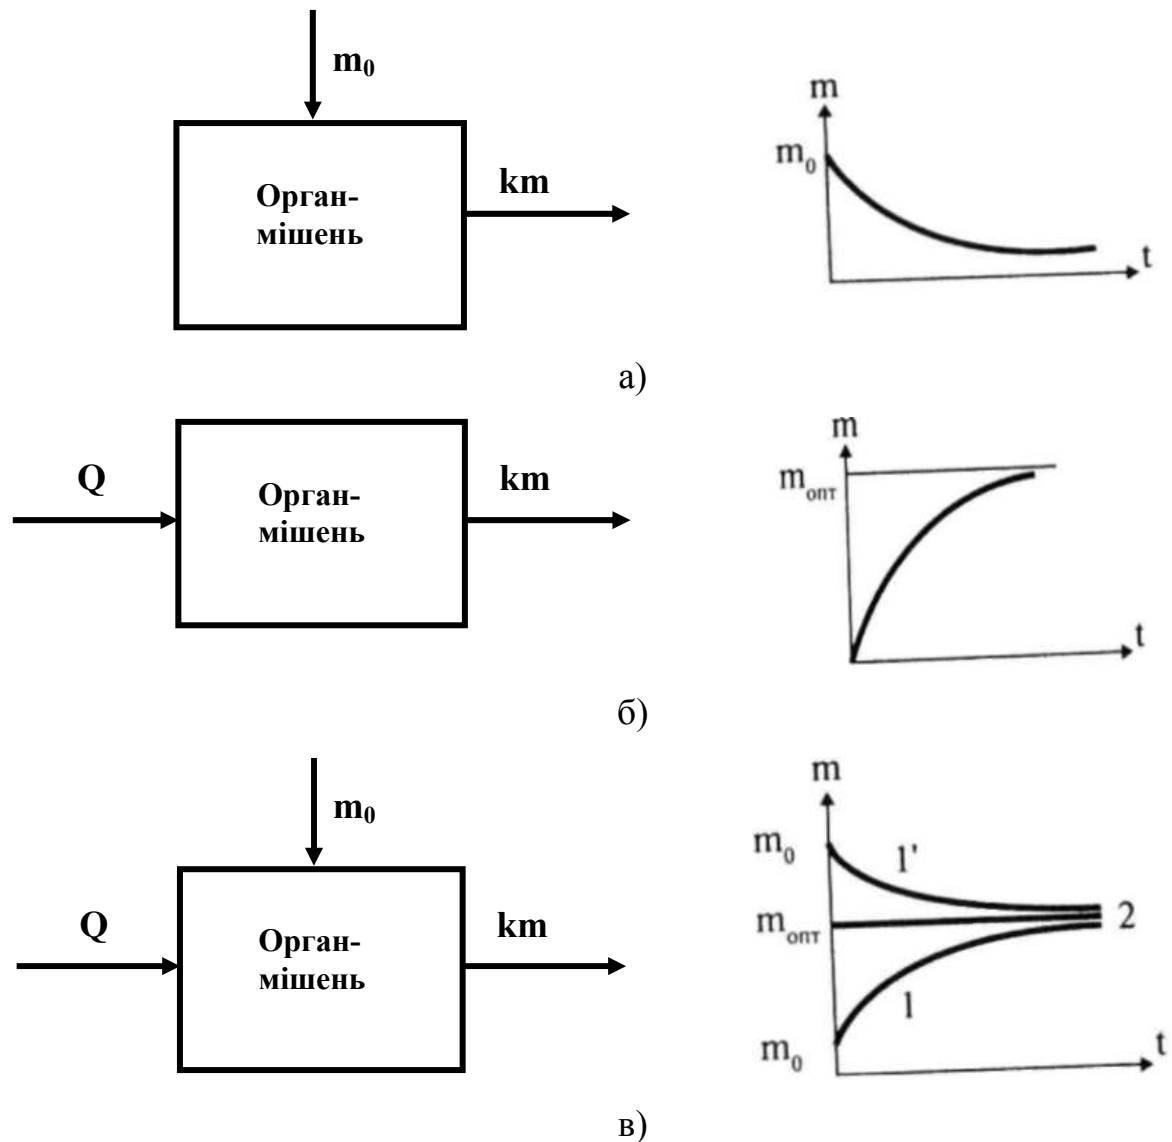 m₀
Орган-
мішень
km
m
m₀
t
а)
Q
Орган-
мішень
km
m
mопт
t
б)
m₀
Q
Орган-
мішень
km
m
m₀
1'
mопт
2
1
m₀
t
в)